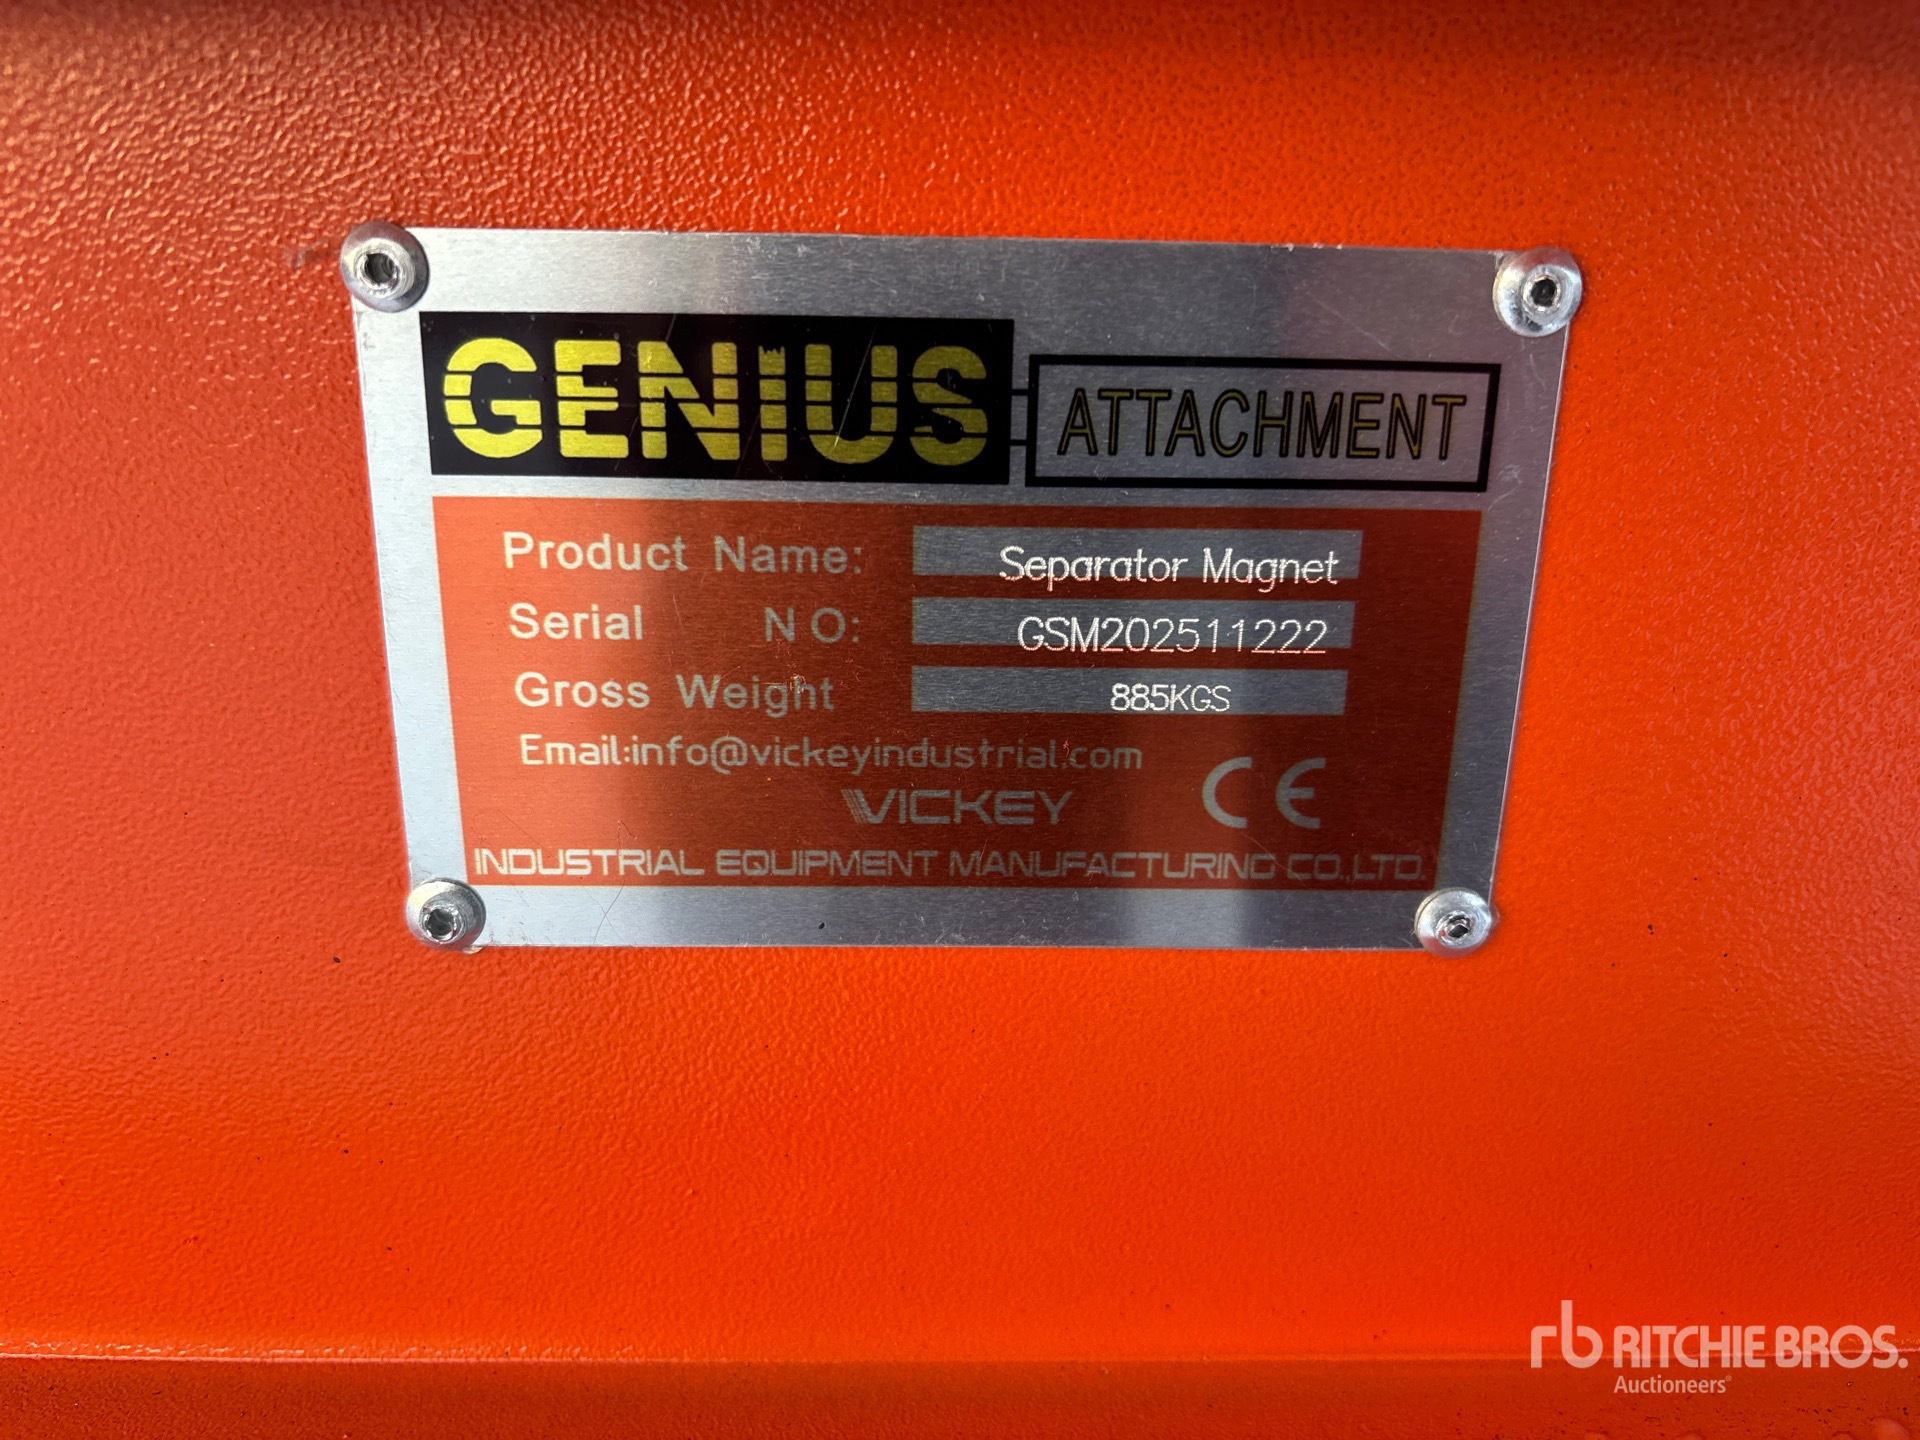 GENIUS ATTACHMENT
Product Name: Separator Magnet
Serial NO: GSM202511222
Gross Weight 885KGS
Email:info@vickeyindustrial.com
VICKEY CE
INDUSTRIAL EQUIPMENT MANUFACTURING CO.,LTD.
rb RITCHIE BROS.
Auctioneers®